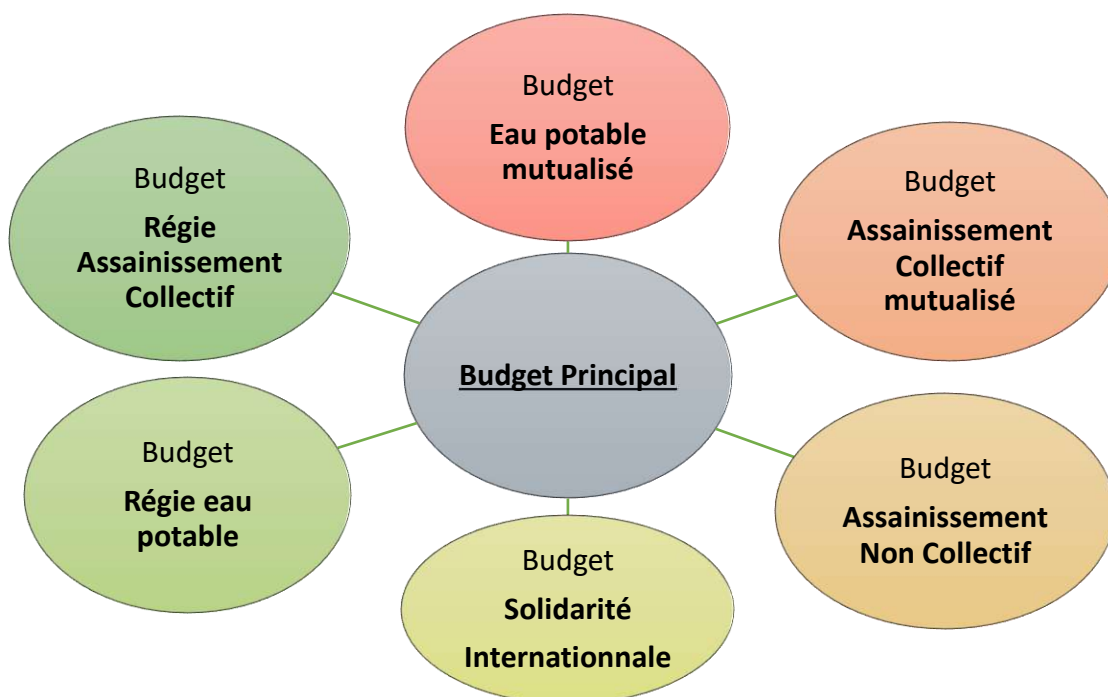 Budget
Eau potable
mutualisé
Budget
Assainissement
Collectif
mutualisé
Budget
Assainissement
Non Collectif
Budget
Solidarité
Internationnale
Budget
Régie eau
potable
Budget
Régie
Assainissement
Collectif
Budget Principal